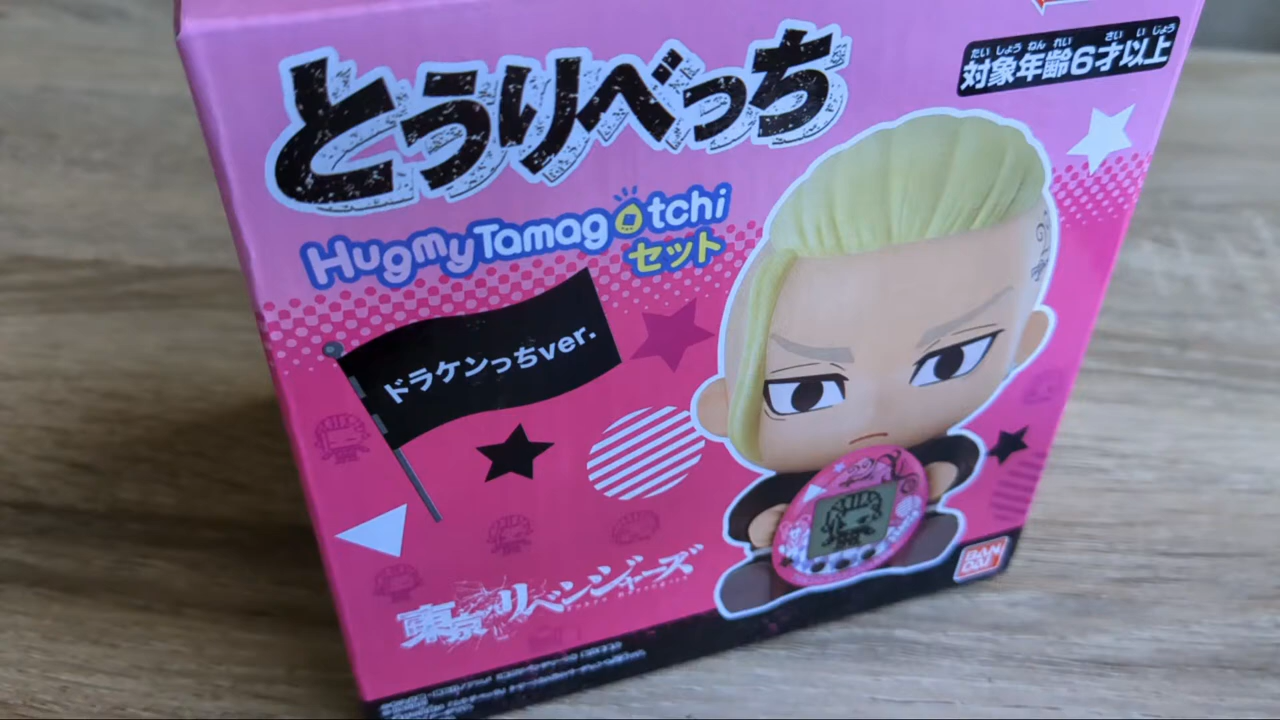 とうりべっち
対象年齢6才以上
たいしょうねんれい さい いじょう
HugmyTamagotchi
セット
ドラケンっちver.
東京リベンジャーズ
BAN
DAI